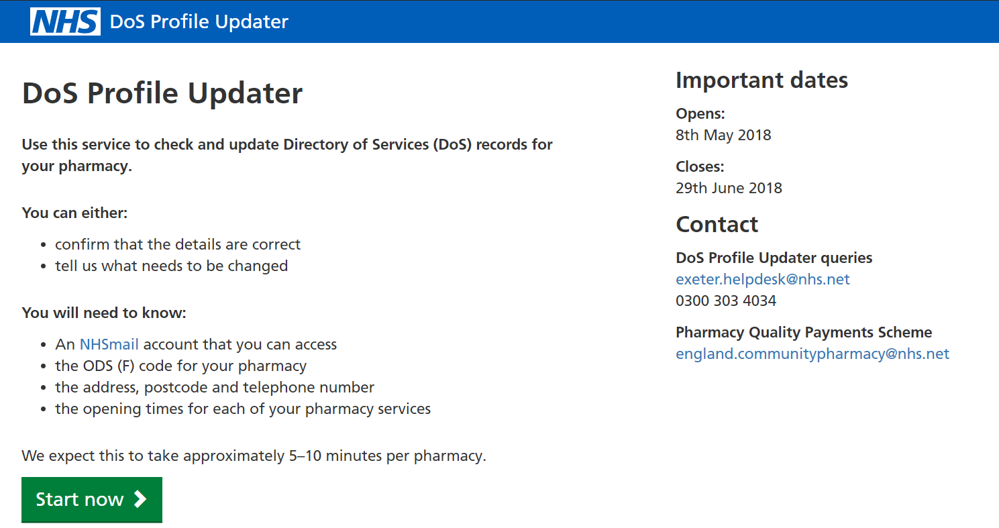 NHS DoS Profile Updater
DoS Profile Updater
Use this service to check and update Directory of Services (DoS) records for
your pharmacy.
You can either:
• confirm that the details are correct
• tell us what needs to be changed
You will need to know:
• An NHSmail account that you can access
• the ODS (F) code for your pharmacy
• the address, postcode and telephone number
• the opening times for each of your pharmacy services
We expect this to take approximately 5–10 minutes per pharmacy.
Start now
Important dates
Opens:
8th May 2018
Closes:
29th June 2018
Contact
DoS Profile Updater queries
exeter.helpdesk@nhs.net
0300 303 4034
Pharmacy Quality Payments Scheme
england.communitypharmacy@nhs.net